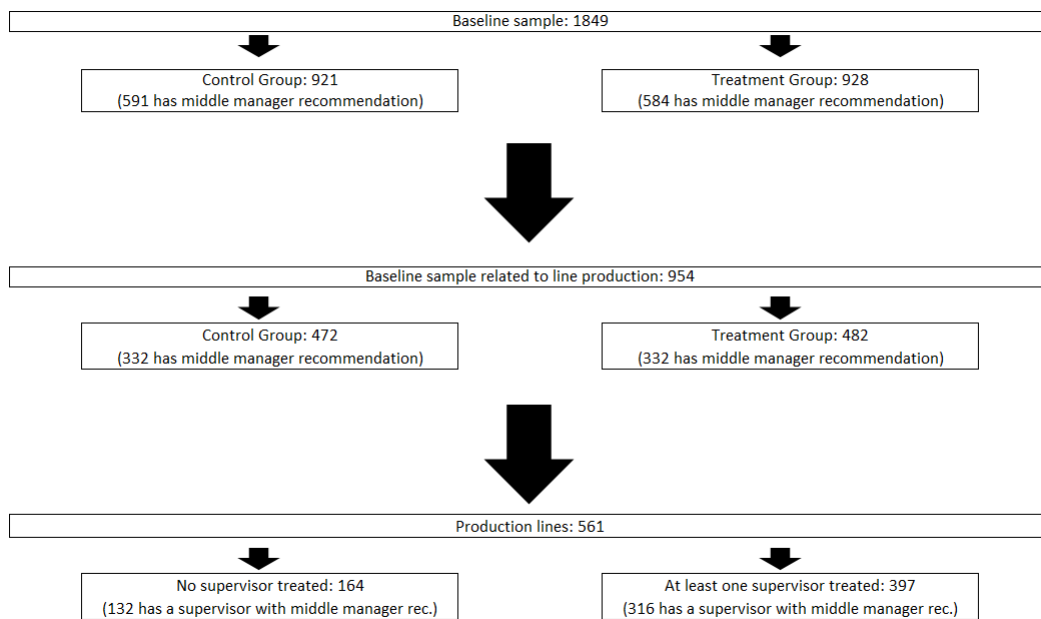 Baseline sample: 1849
Control Group: 921
(591 has middle manager recommendation)
Treatment Group: 928
(584 has middle manager recommendation)
Baseline sample related to line production: 954
Control Group: 472
(332 has middle manager recommendation)
Treatment Group: 482
(332 has middle manager recommendation)
Production lines: 561
No supervisor treated: 164
(132 has a supervisor with middle manager rec.)
At least one supervisor treated: 397
(316 has a supervisor with middle manager rec.)